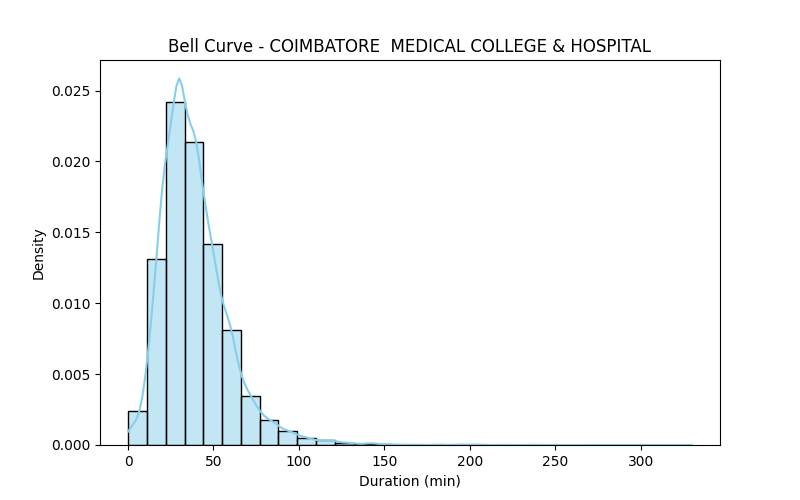 Bell Curve - COIMBATORE  MEDICAL COLLEGE & HOSPITAL
0.025
0.020
0.015
0.010
0.005
0.000
Density
0 50 100 150 200 250 300
Duration (min)